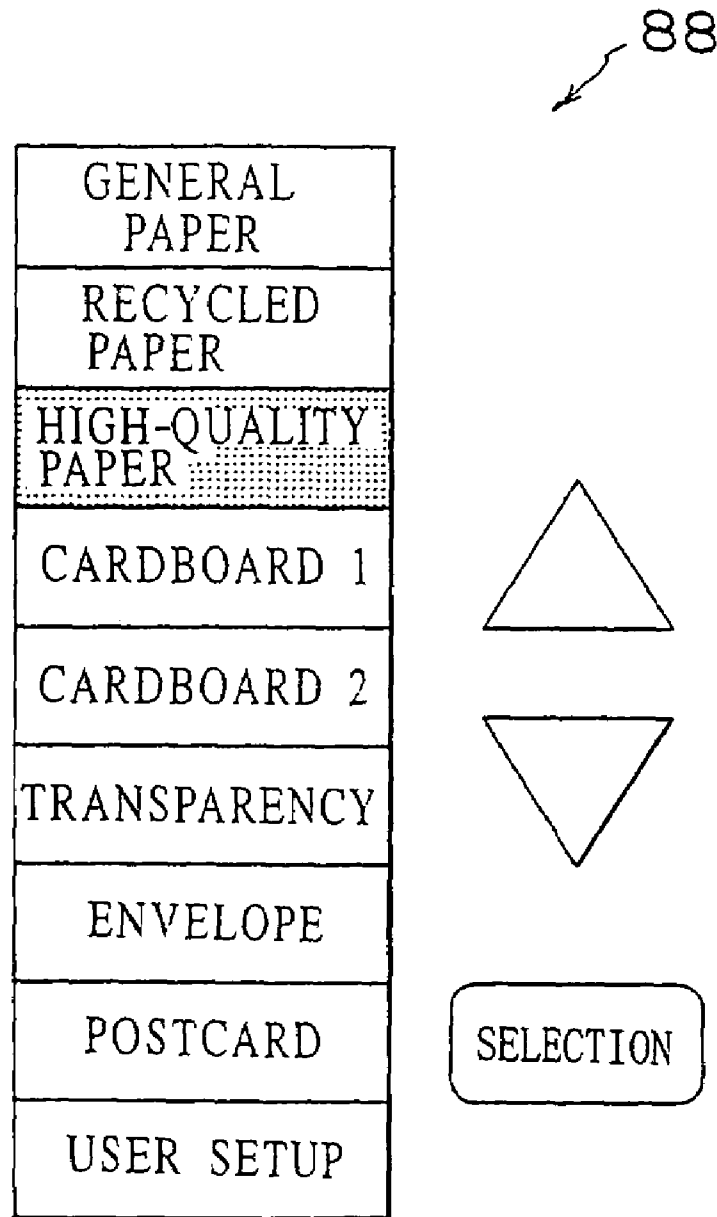 88
GENERAL
PAPER
RECYCLED
PAPER
HIGH-QUALITY
PAPER
CARDBOARD 1
CARDBOARD 2
TRANSPARENCY
ENVELOPE
POSTCARD
SELECTION
USER SETUP